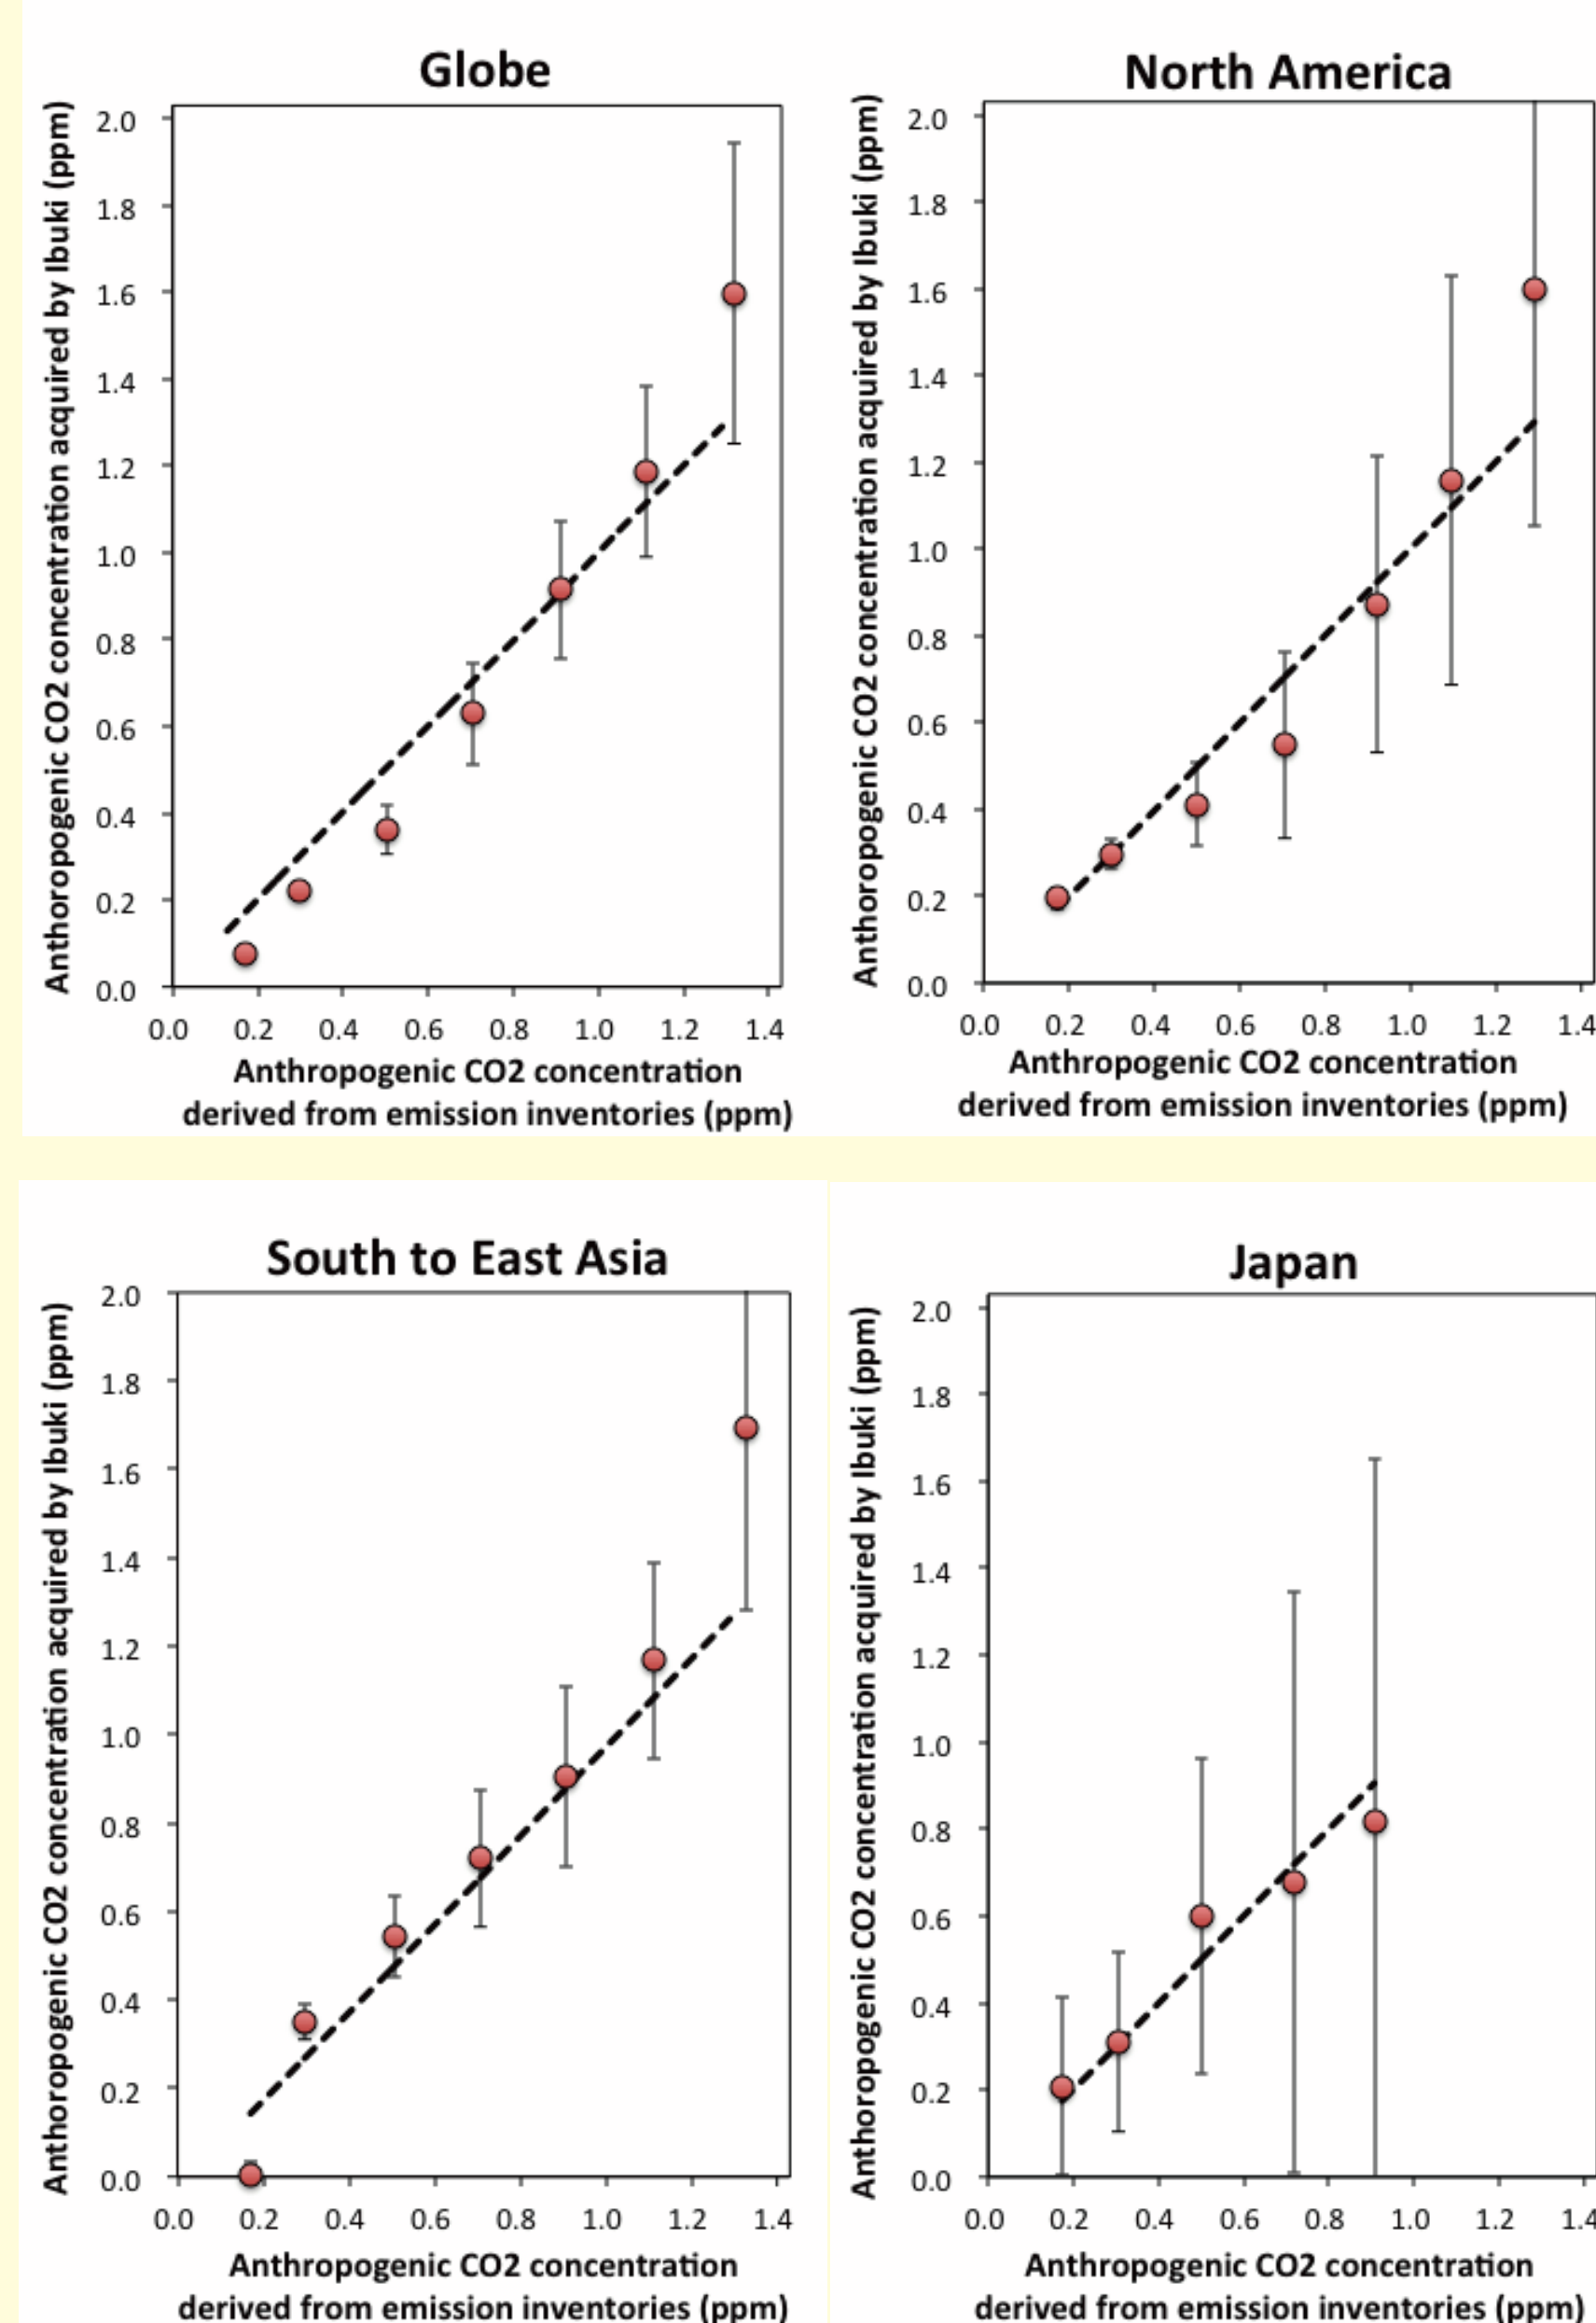 Globe
Anthoropogenic CO2 concentration acquired by Ibuki (ppm)
2.0
1.8
1.6
1.4
1.2
1.0
0.8
0.6
0.4
0.2
0.0
0.0 0.2 0.4 0.6 0.8 1.0 1.2 1.4
Anthropogenic CO2 concentration
derived from emission inventories (ppm)
North America
Anthoropogenic CO2 concentration acquired by Ibuki (ppm)
2.0
1.8
1.6
1.4
1.2
1.0
0.8
0.6
0.4
0.2
0.0
0.0 0.2 0.4 0.6 0.8 1.0 1.2 1.4
Anthropogenic CO2 concentration
derived from emission inventories (ppm)
South to East Asia
Anthoropogenic CO2 concentration acquired by Ibuki (ppm)
2.0
1.8
1.6
1.4
1.2
1.0
0.8
0.6
0.4
0.2
0.0
0.0 0.2 0.4 0.6 0.8 1.0 1.2 1.4
Anthropogenic CO2 concentration
derived from emission inventories (ppm)
Japan
Anthoropogenic CO2 concentration acquired by Ibuki (ppm)
2.0
1.8
1.6
1.4
1.2
1.0
0.8
0.6
0.4
0.2
0.0
0.0 0.2 0.4 0.6 0.8 1.0 1.2 1.4
Anthropogenic CO2 concentration
derived from emission inventories (ppm)